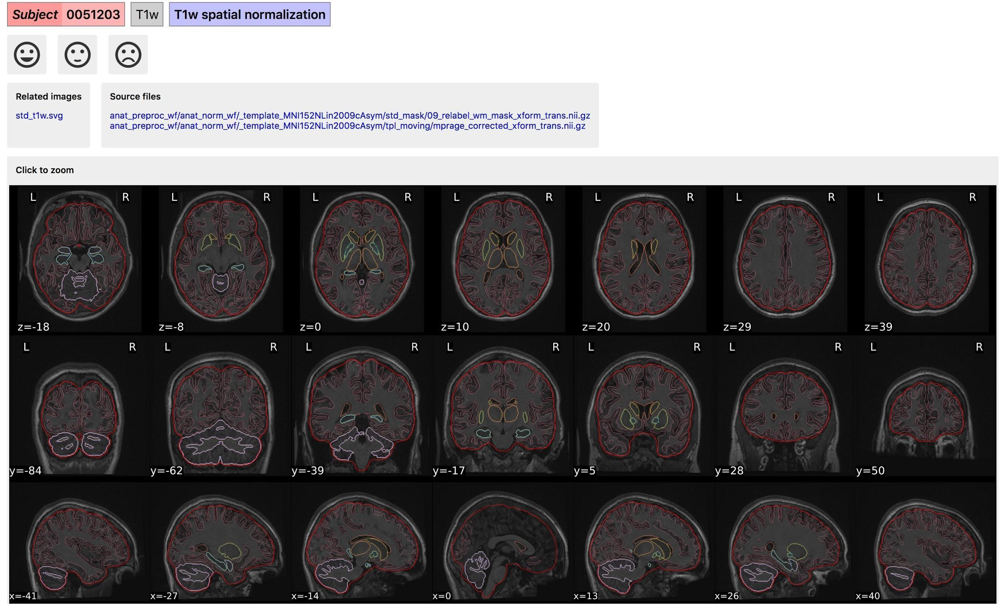 Subject 0051203 T1w T1w spatial normalization
Related images
std_t1w.svg
Source files
anat_preproc_wf/anat_norm_wf/_template_MNI152NLin2009cAsym/std_mask/09_relabel_wm_mask_xform_trans.nii.gz
anat_preproc_wf/anat_norm_wf/_template_MNI152NLin2009cAsym/tpl_moving/mprage_corrected_xform_trans.nii.gz
Click to zoom
L R L R L R L R L R L R L R
z=-18 z=-8 z=0 z=10 z=20 z=29 z=39
L R L R L R L R L R L R L R
y=-84 y=-62 y=-39 y=-17 y=5 y=28 y=50
x=-41 x=-27 x=-14 x=0 x=13 x=26 x=40